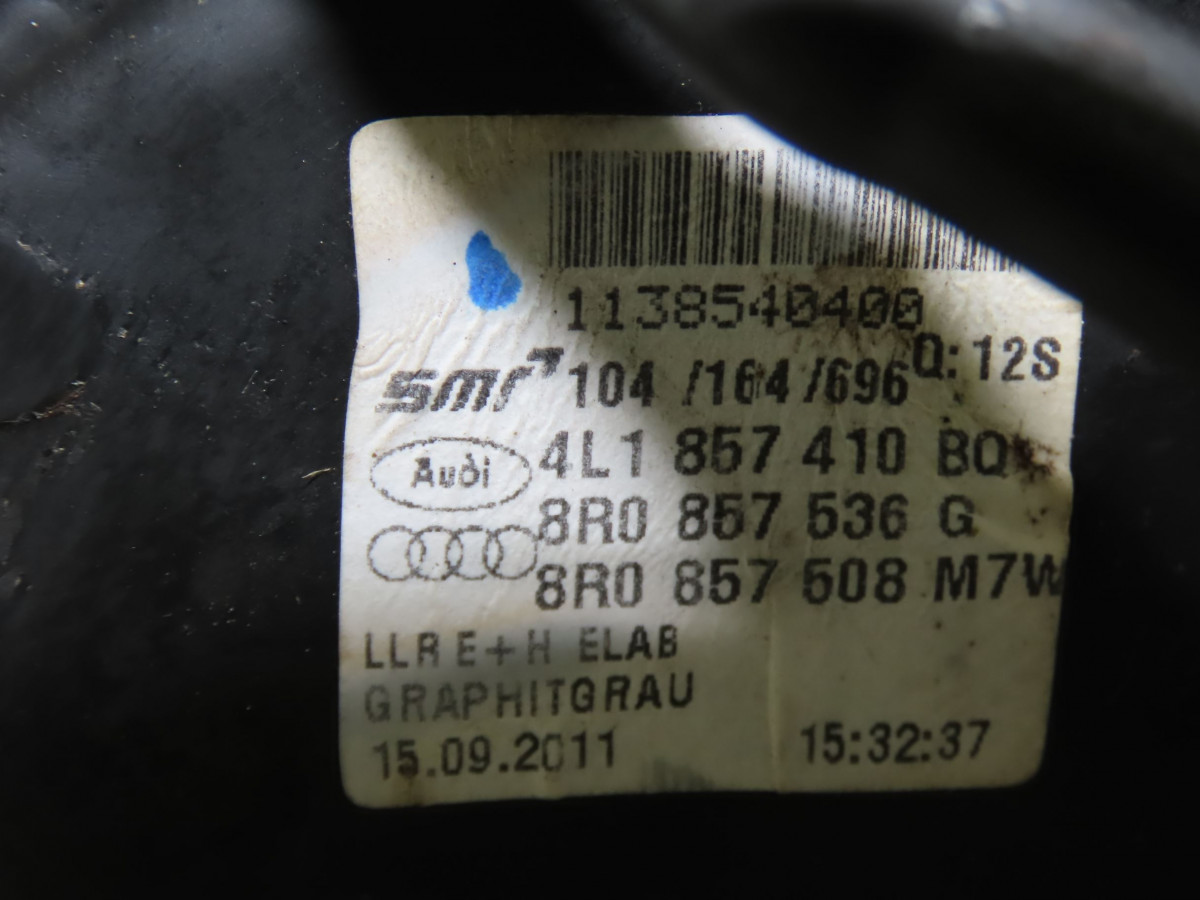 1138540400
smr 104 /164 /696 Q:12S
Audi 4L1 857 410 BQ
8R0 857 536 G
8R0 857 508 M7W
LLR E+H ELAB
GRAPHITGRAU
15.09.2011 15:32:37